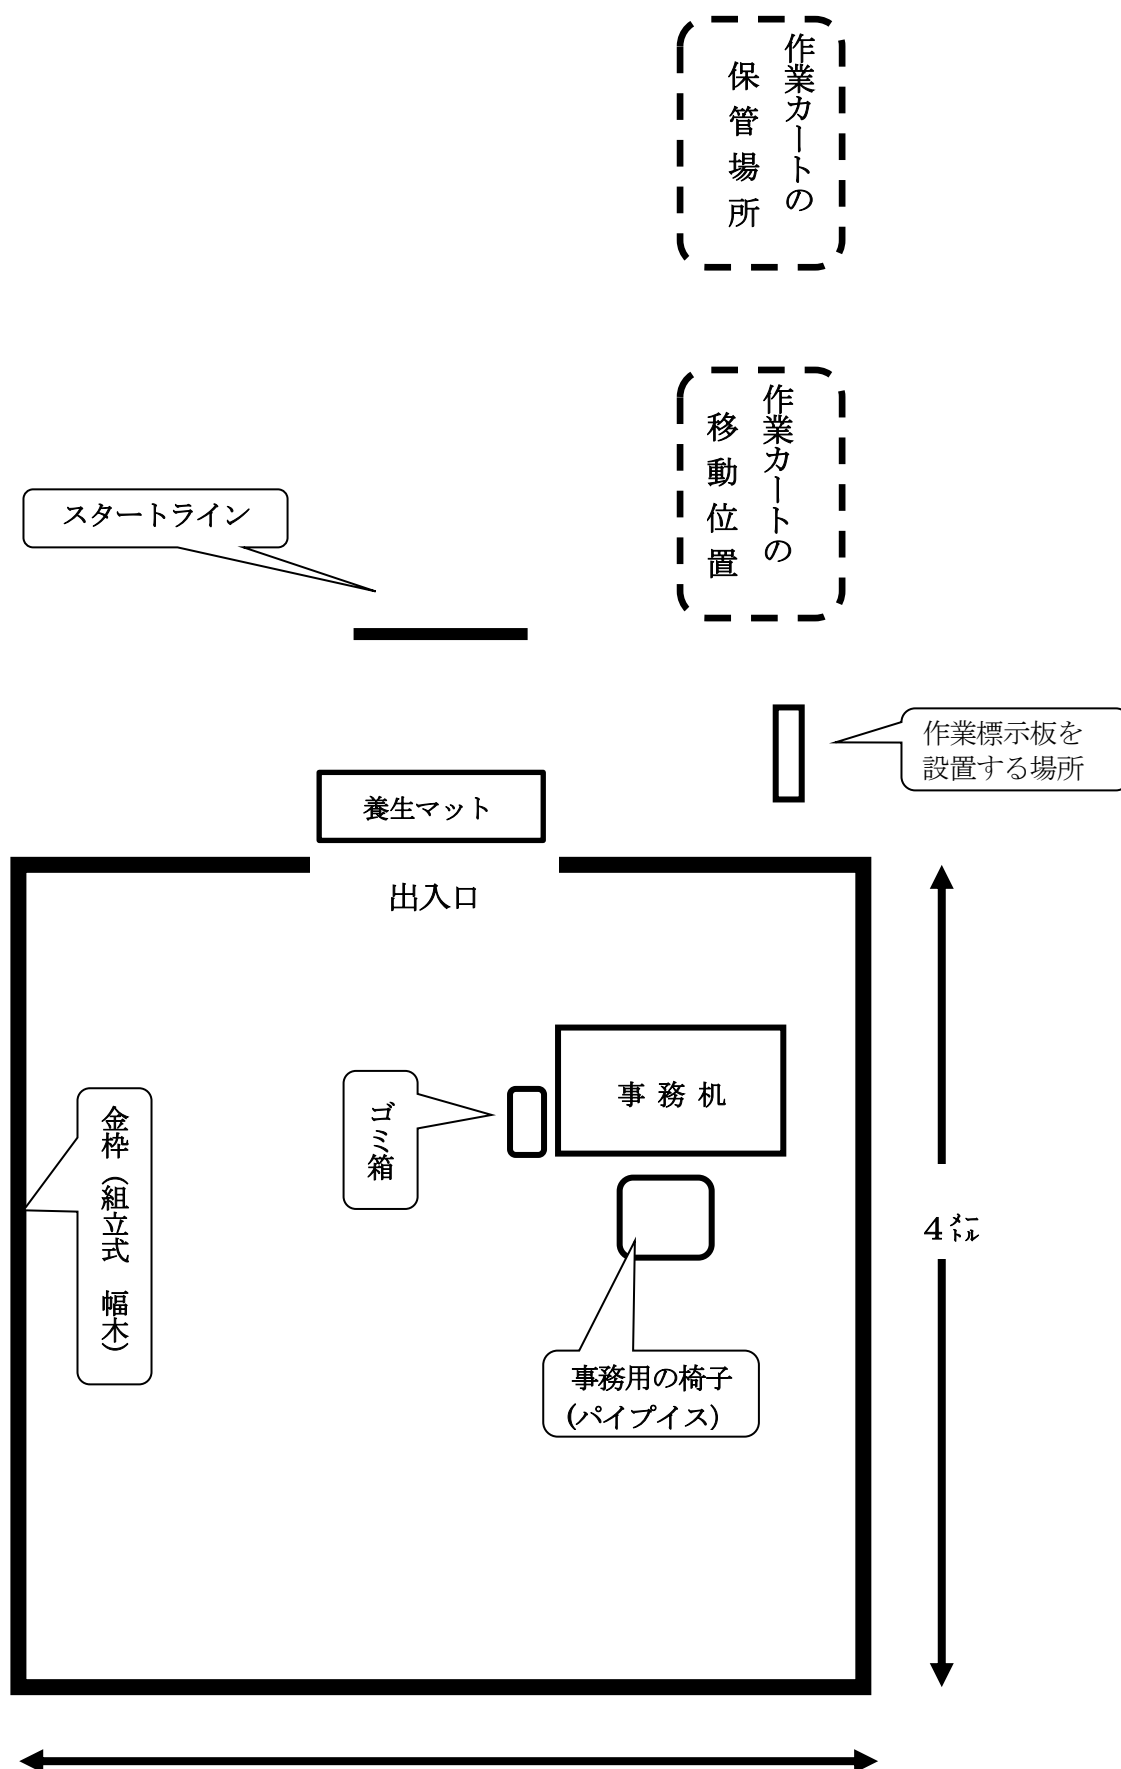 作業カートの
保管場所
作業カートの
移動位置
スタートライン
作業標示板を
設置する場所
養生マット
出入口
事務机
ゴミ箱
金枠（組立式　幅木）
4㍍
事務用の椅子
(パイプイス)